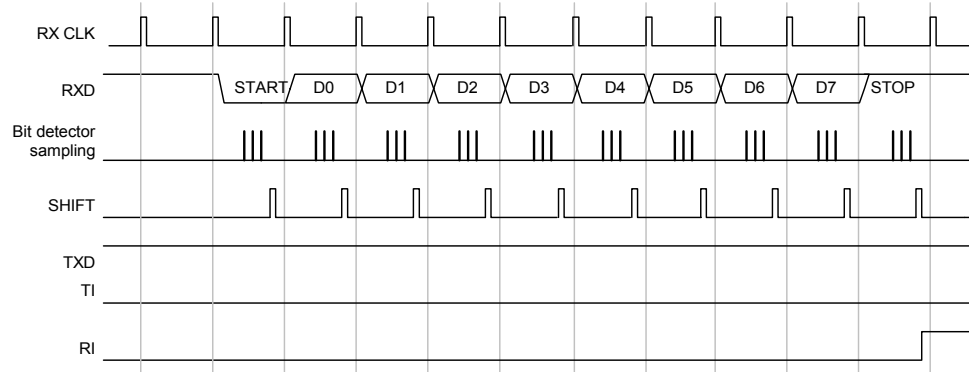 RX CLK
RXD
START D0 D1 D2 D3 D4 D5 D6 D7 STOP
Bit detector
sampling
SHIFT
TXD
TI
RI